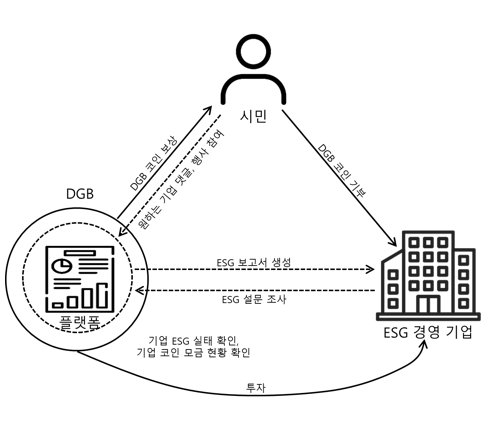 시민
DGB 코인 보상
원하는 기업 댓글, 행사 참여
DGB 코인 기부
DGB
플랫폼
ESG 보고서 생성
ESG 설문 조사
ESG 경영 기업
기업 ESG 실태 확인,
기업 코인 모금 현황 확인
투자